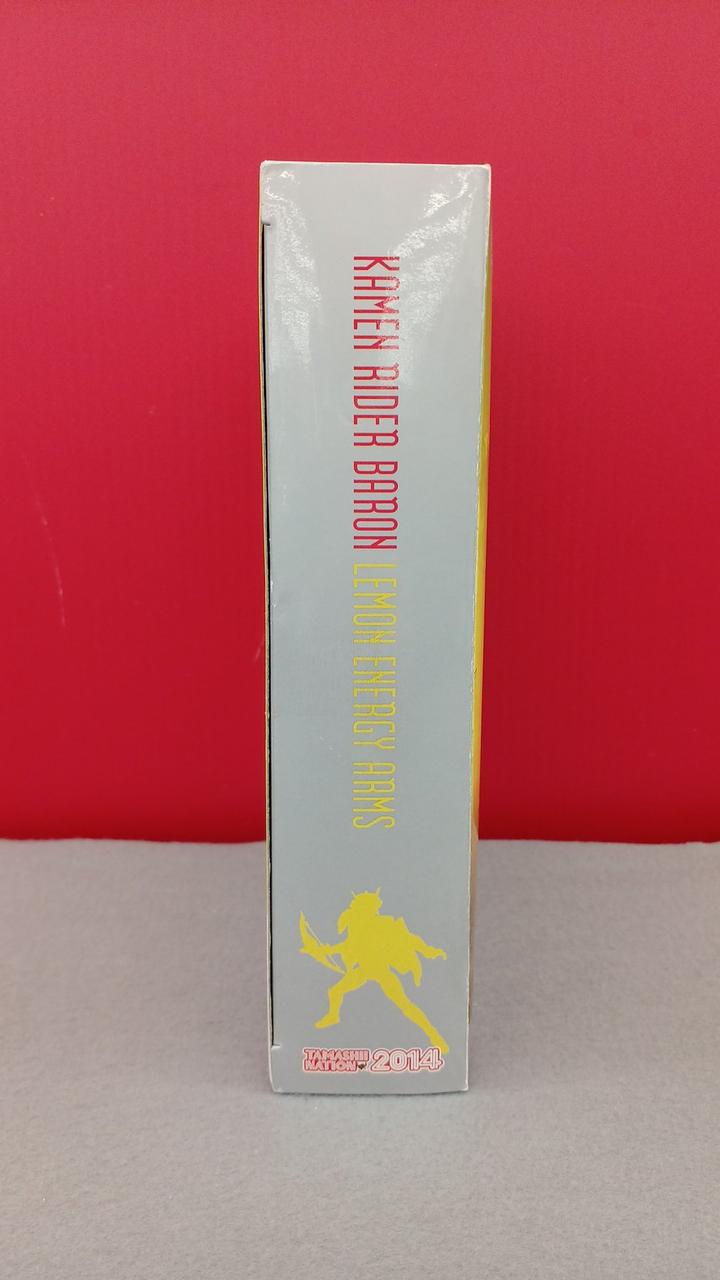 KAMEN RIDER BARON LEMON ENERGY ARMS
TAMASHII
NATION 2014